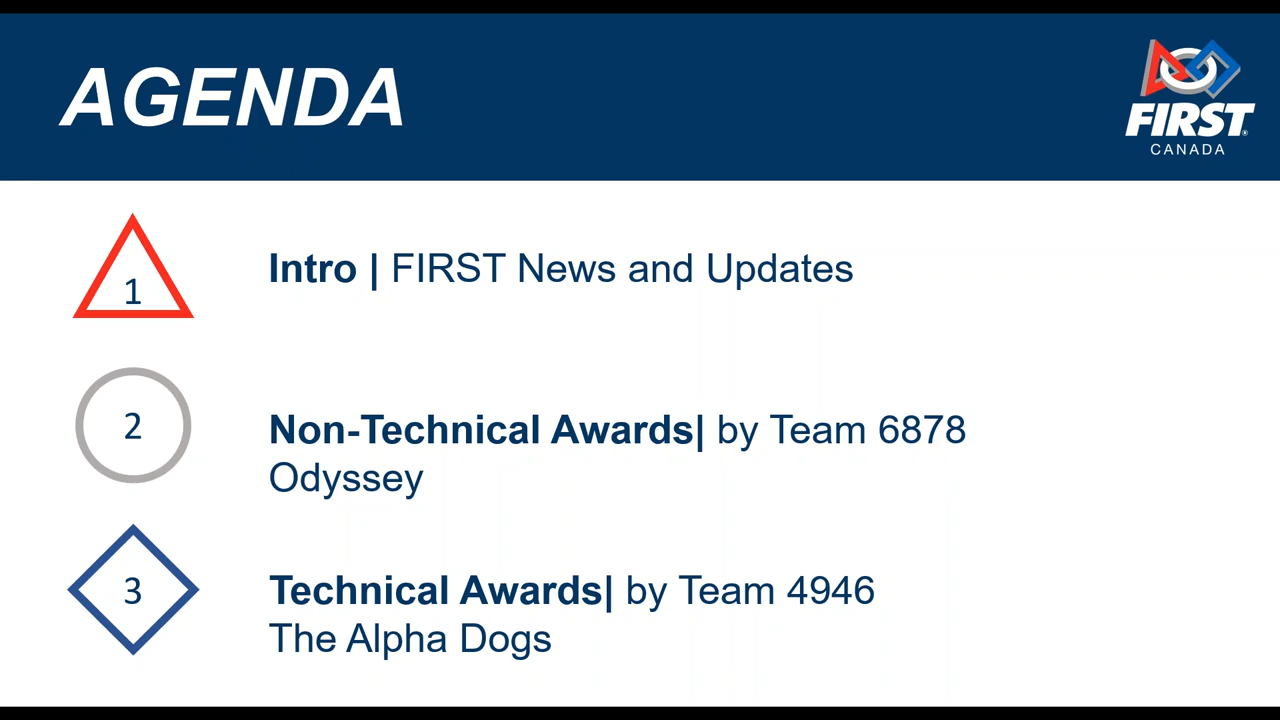 AGENDA
FIRST®
CANADA
1
Intro | FIRST News and Updates
2
Non-Technical Awards| by Team 6878
Odyssey
3
Technical Awards| by Team 4946
The Alpha Dogs